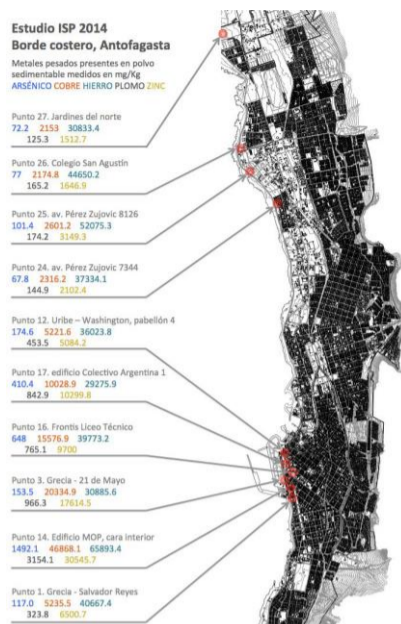 Estudio ISP 2014
Borde costero, Antofagasta
Metales pesados presentes en polvo
sedimentable medidos en mg/Kg
ARSÉNICO COBRE HIERRO PLOMO ZINC
Punto 27. Jardines del norte
72.2 2153 30833.4
125.3 1512.7
Punto 26. Colegio San Agustín
77 2174.8 44650.2
165.2 1646.9
Punto 25. av. Pérez Zujovic 8126
101.4 2601.2 52075.3
174.2 3149.3
Punto 24. av. Pérez Zujovic 7344
67.8 2316.2 37334.1
144.9 2102.4
Punto 12. Uribe – Washington, pabellón 4
174.6 5221.6 36023.8
453.5 5084.2
Punto 17. edificio Colectivo Argentina 1
410.4 10028.9 29275.9
842.9 10299.8
Punto 16. Frontis Liceo Técnico
648 15576.9 39773.2
765.1 9700
Punto 3. Grecia - 21 de Mayo
153.5 20334.9 30885.6
966.3 17614.5
Punto 14. Edificio MOP, cara interior
1492.1 46868.1 65893.4
3154.1 30545.7
Punto 1. Grecia - Salvador Reyes
117.0 5235.5 40667.4
323.8 6500.7